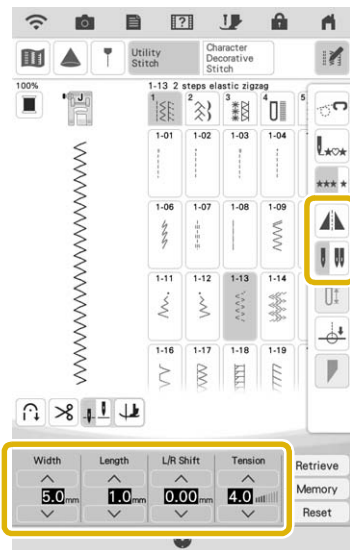 Utility
Stitch
Character
Decorative
Stitch
100%
J
1-13 2 steps elastic zigzag
1 2 3 4 5
1-01 1-02 1-03 1-04
1-06 1-07 1-08 1-09
1-11 1-12 1-13 1-14
1-16 1-17 1-18 1-19
Width Length L/R Shift Tension
5.0mm 1.0mm 0.00mm 4.0
Retrieve
Memory
Reset